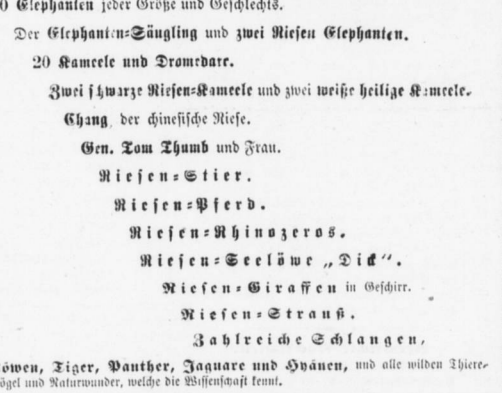 0 Elephanten jeder Größe und Geschlechts.
Der Elephanten-Säugling und zwei Riesen Elephanten.
20 Kameele und Dromedare.
Zwei schwarze Riesen-Kameele und zwei weiße heilige Kameele.
Chang, der chinesische Riese.
Gen. Tom Thumb und Frau.
Riesen-Stier.
Riesen-Pferd.
Riesen-Rhinozeros.
Riesen-Seelöwe „Dick“.
Riesen-Giraffen in Geschirr.
Riesen-Strauß.
Zahlreiche Schlangen,
öwen, Tiger, Panther, Jaguare und Hyänen, und alle wilden Thiere-
ögel und Naturwunder, welche die Wissenschaft kennt.